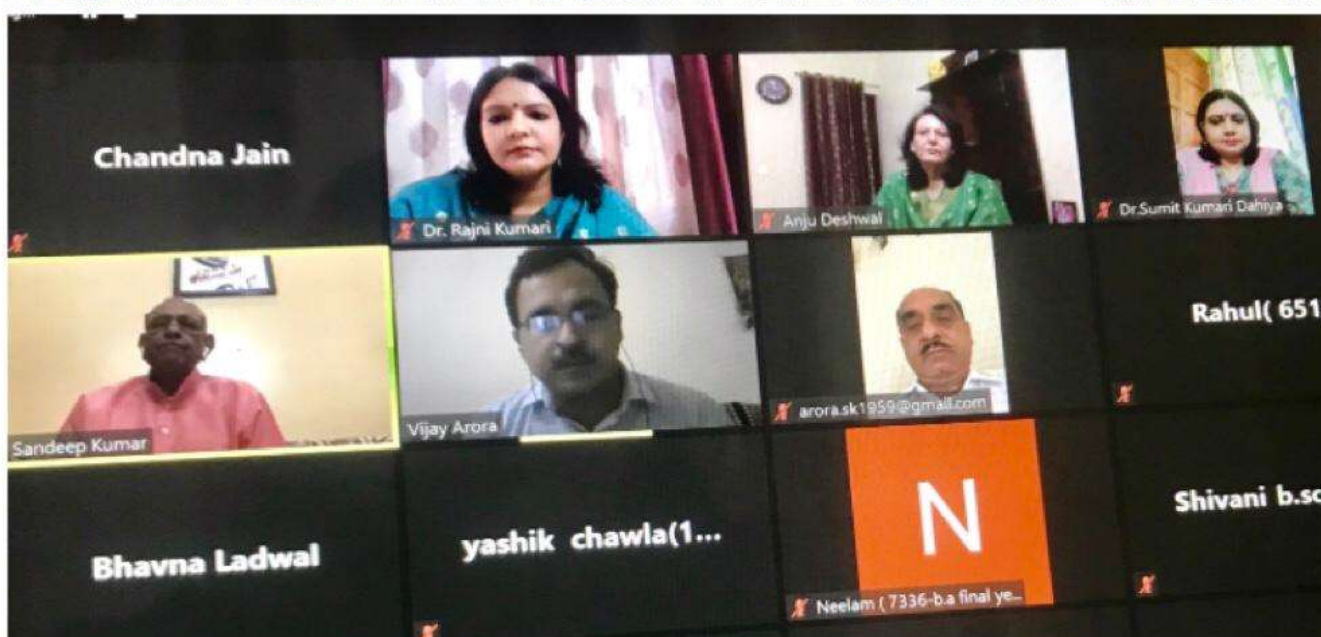 Chandna Jain
Dr. Rajni Kumari
Anju Deshwal
Dr.Sumit Kumari Dahiya
Sandeep Kumar
Vijay Arora
arora.sk1959@gmail.com
Rahul( 651
Bhavna Ladwal
yashik chawla(1...
N
Neelam ( 7336-b.a final ye...
Shivani b.sc